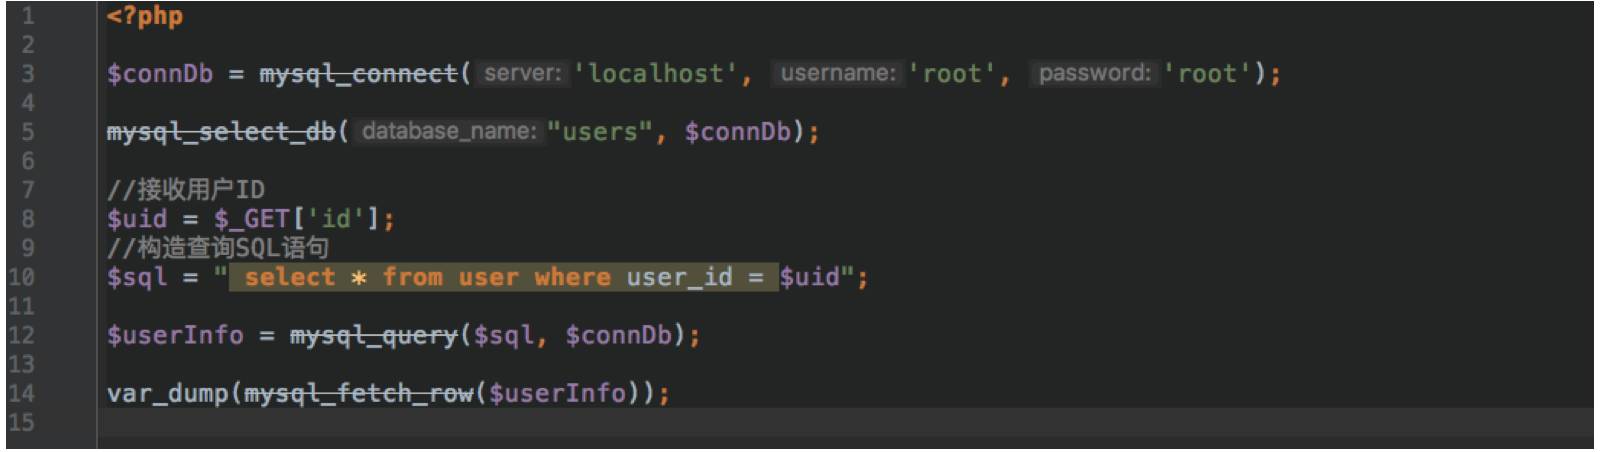 1 <?php
2
3 $connDb = mysql_connect( server: 'localhost', username: 'root', password: 'root');
4
5 mysql_select_db( database_name: "users", $connDb);
6
7 //接收用户ID
8 $uid = $_GET['id'];
9 //构造查询SQL语句
10 $sql = " select * from user where user_id = $uid";
11
12 $userInfo = mysql_query($sql, $connDb);
13
14 var_dump(mysql_fetch_row($userInfo));
15